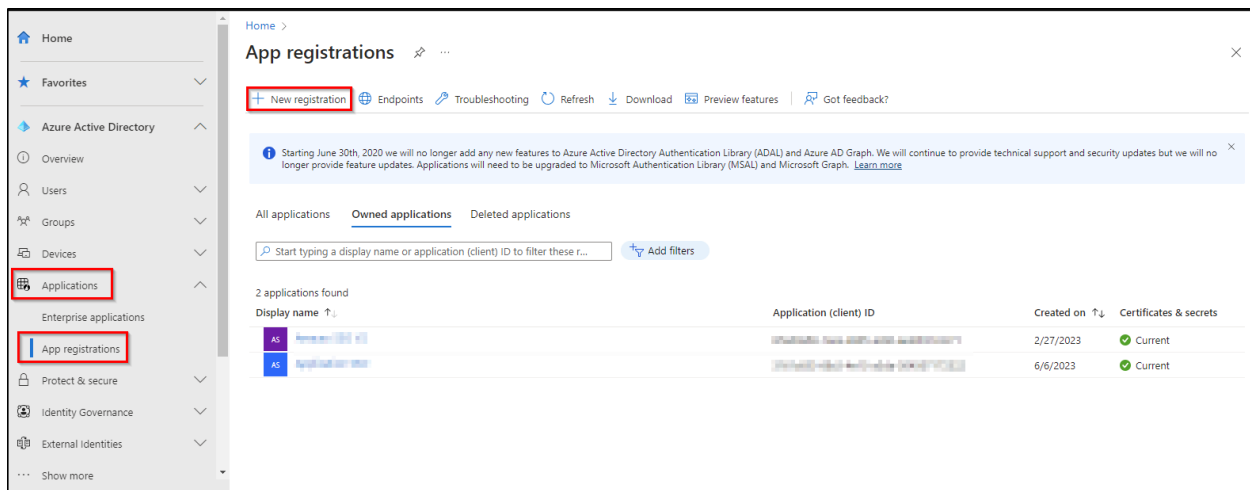 Home
Favorites
Azure Active Directory
Overview
Users
Groups
Devices
Applications
Enterprise applications
App registrations
Protect & secure
Identity Governance
External Identities
Show more
Home >
App registrations
New registration Endpoints Troubleshooting Refresh Download Preview features Got feedback?
Starting June 30th, 2020 we will no longer add any new features to Azure Active Directory Authentication Library (ADAL) and Azure AD Graph. We will continue to provide technical support and security updates but we will no
longer provide feature updates. Applications will need to be upgraded to Microsoft Authentication Library (MSAL) and Microsoft Graph. Learn more
All applications Owned applications Deleted applications
Start typing a display name or application (client) ID to filter these r... Add filters
2 applications found
Display name Application (client) ID Created on Certificates & secrets
AS 2/27/2023 Current
AS 6/6/2023 Current